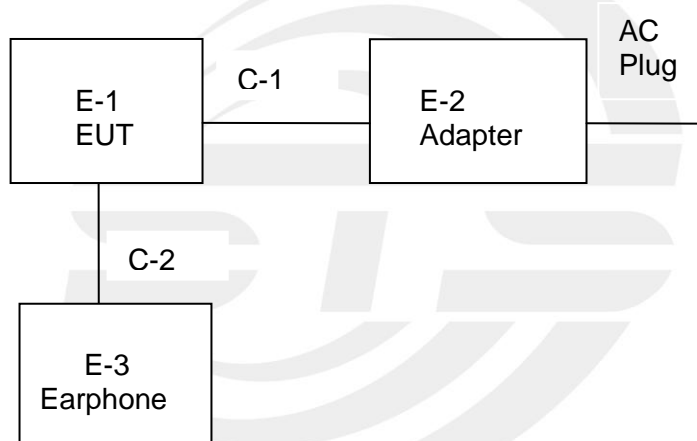 AC
Plug
C-1
E-1
EUT
E-2
Adapter
C-2
E-3
Earphone